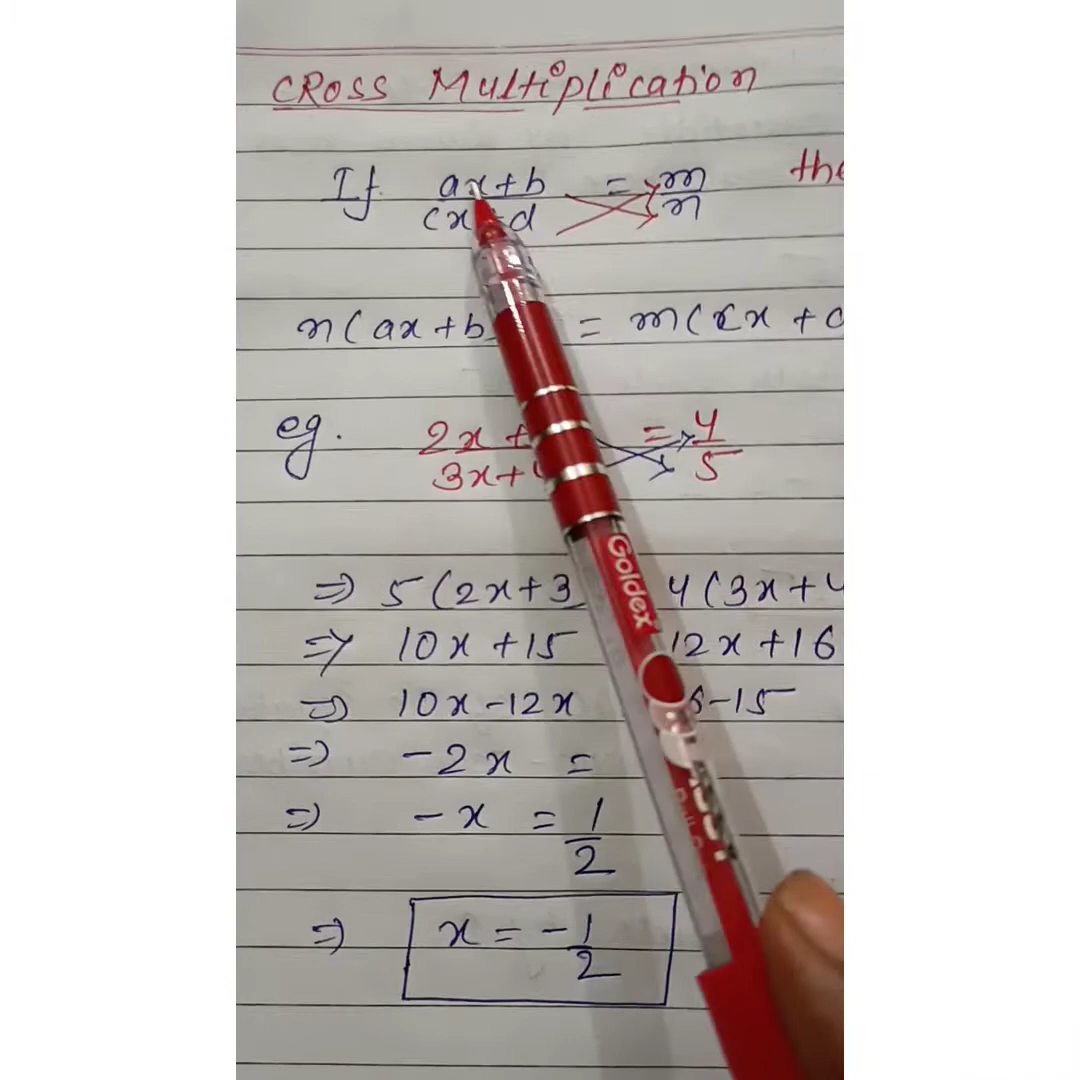 CROSS Multiplication
If ax+b/cx+d = m/n the
n(ax+b = m(cx +
eg. 2x+ / 3x+ = 4/5
⇒ 5(2x+3 4(3x+4
⇒ 10x+15 12x+16
⇒ 10x-12x 6-15
⇒ -2x =
⇒ -x = 1/2
⇒ x = -1/2
Goldex